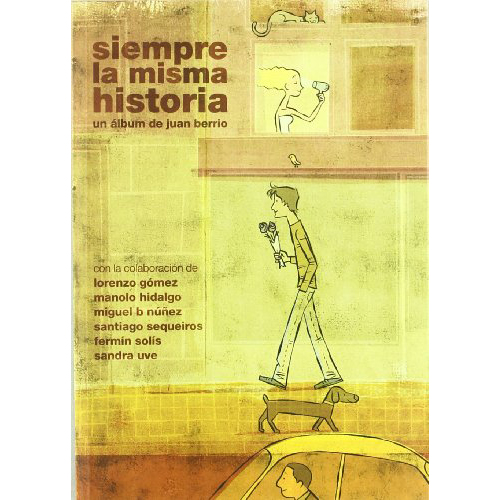 siempre
la misma
historia
un álbum de juan berrio
con la colaboración de
lorenzo gómez
manolo hidalgo
miguel b núñez
santiago sequeiros
fermín solís
sandra uve